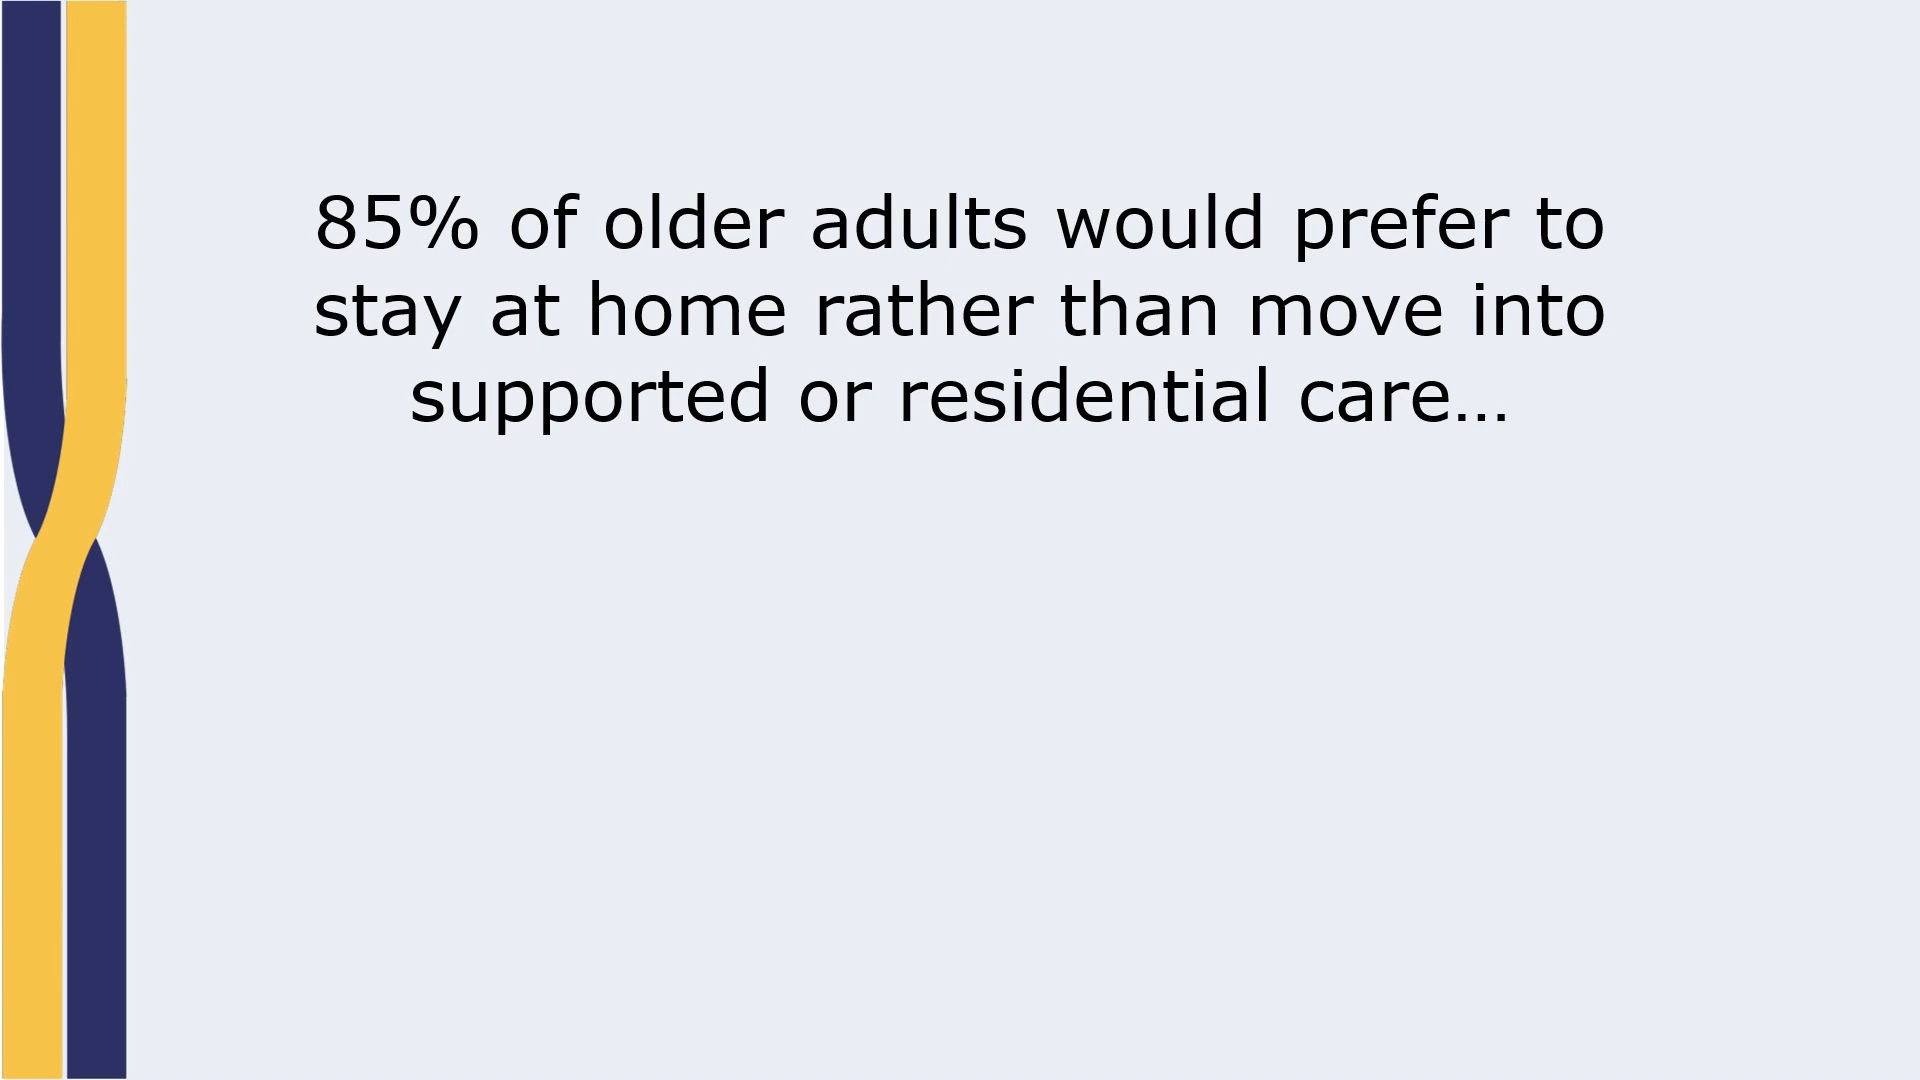 85% of older adults would prefer to
stay at home rather than move into
supported or residential care…